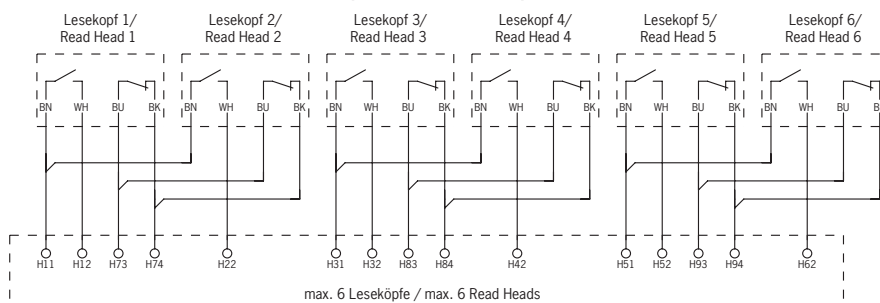 Lesekopf 1/ Lesekopf 2/ Lesekopf 3/ Lesekopf 4/ Lesekopf 5/ Lesekopf 6/
Read Head 1 Read Head 2 Read Head 3 Read Head 4 Read Head 5 Read Head 6
BN WH BU BK BN WH BU BK BN WH BU BK BN WH BU BK BN WH BU BK BN WH BU
H11 H12 H73 H74 H22 H31 H32 H83 H84 H42 H51 H52 H93 H94 H62
max. 6 Leseköpfe / max. 6 Read Heads